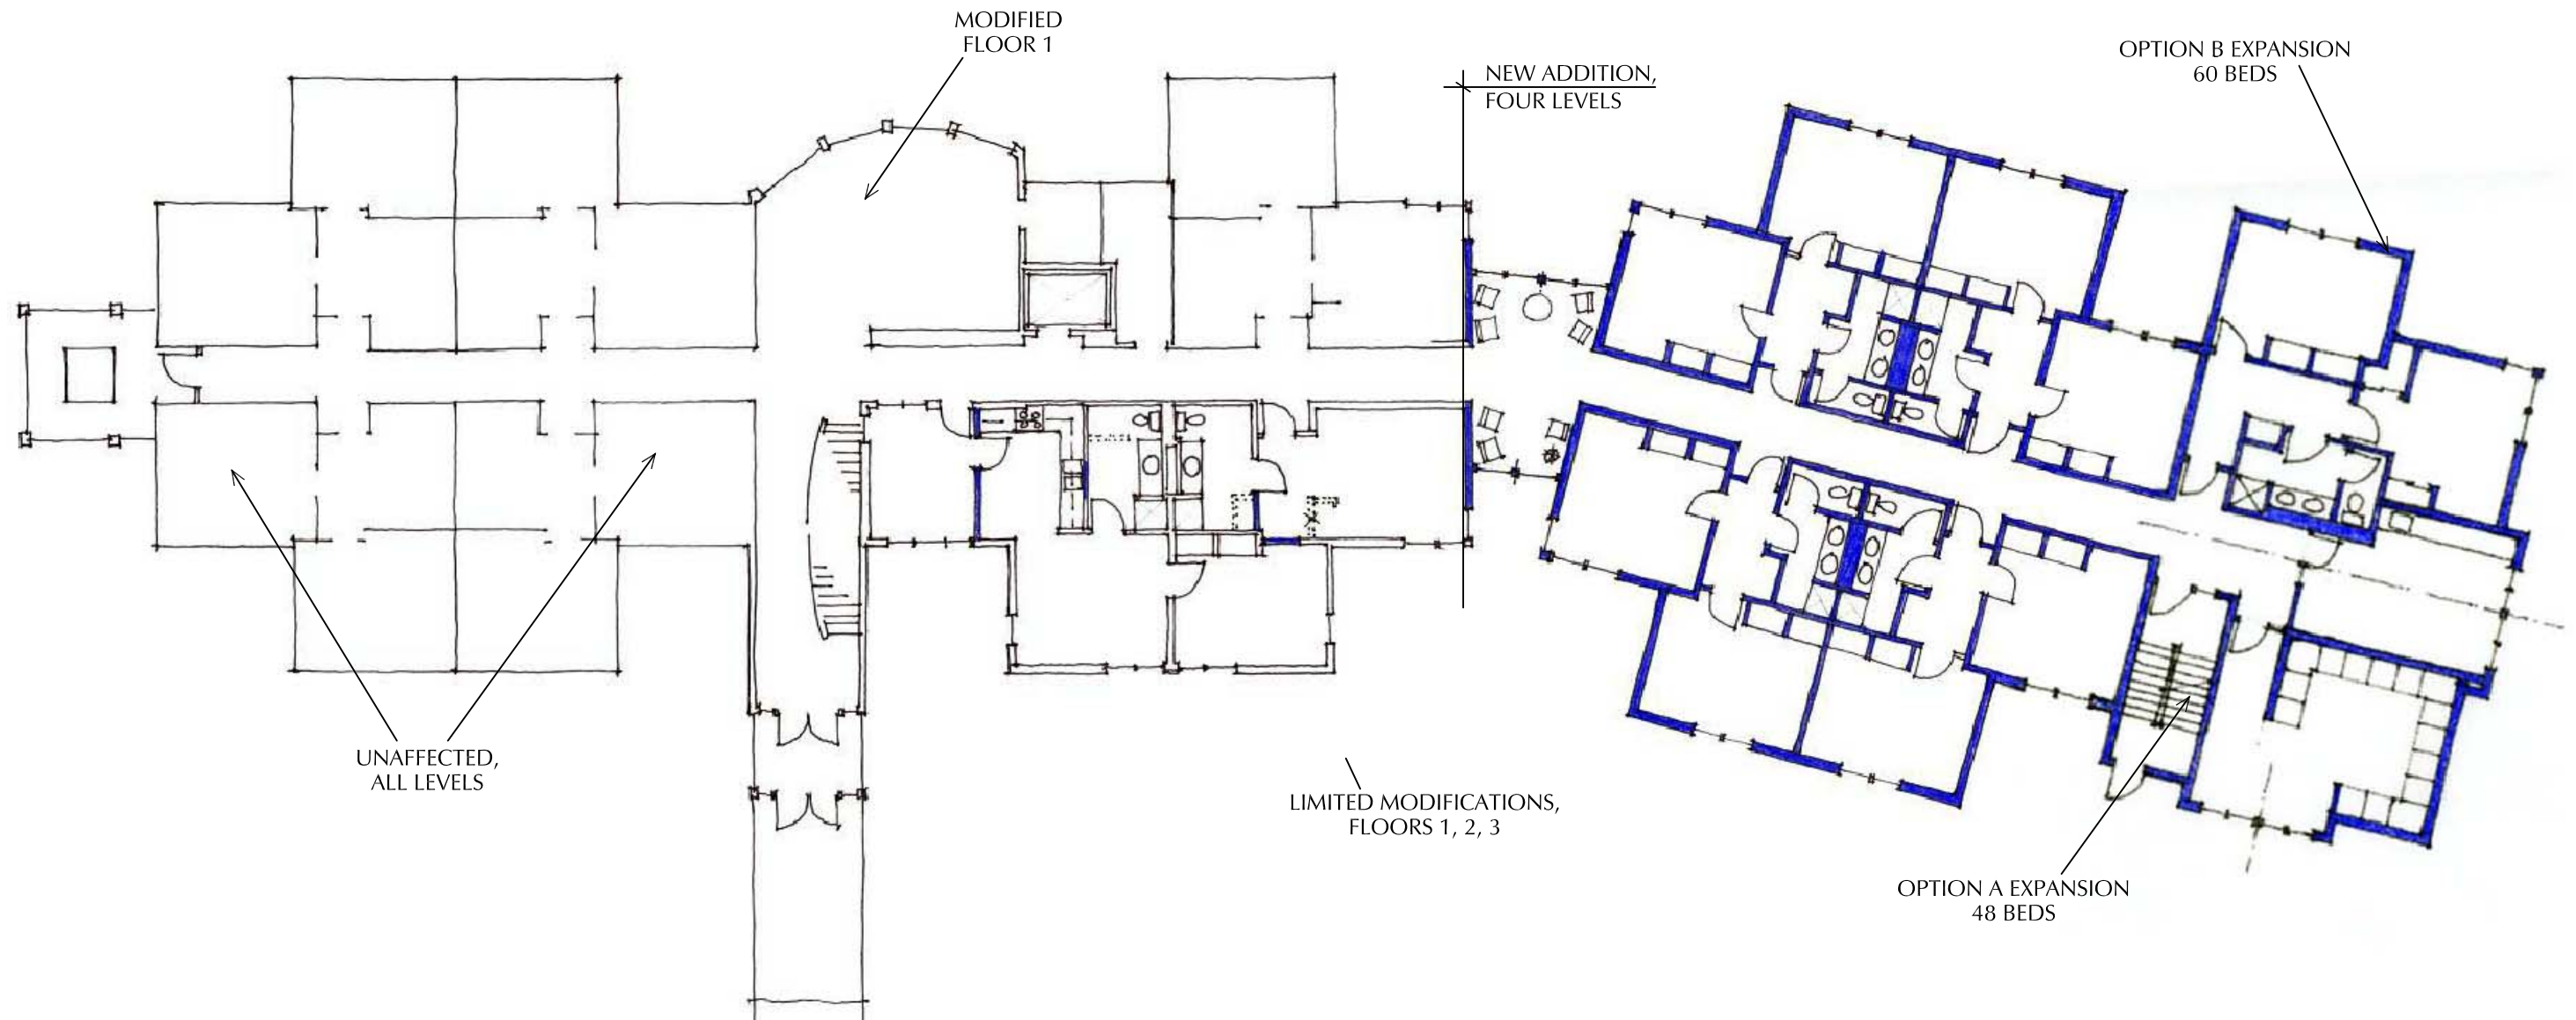 MODIFIED
FLOOR 1
OPTION B EXPANSION
60 BEDS
NEW ADDITION,
FOUR LEVELS
UNAFFECTED,
ALL LEVELS
LIMITED MODIFICATIONS,
FLOORS 1, 2, 3
OPTION A EXPANSION
48 BEDS